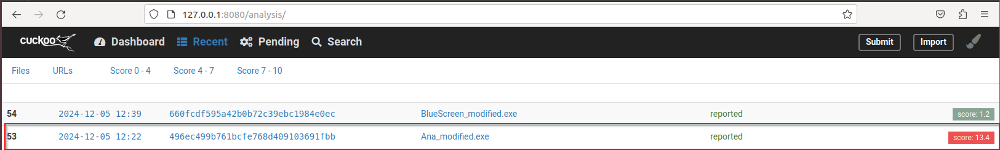 127.0.0.1:8080/analysis/
cuckoo Dashboard Recent Pending Search Submit Import
Files URLs Score 0 - 4 Score 4 - 7 Score 7 - 10
54 2024-12-05 12:39 660fcdf595a42b0b72c39ebc1984e0ec BlueScreen_modified.exe reported score: 1.2
53 2024-12-05 12:22 496ec499b761bcfe768d409103691fbb Ana_modified.exe reported score: 13.4